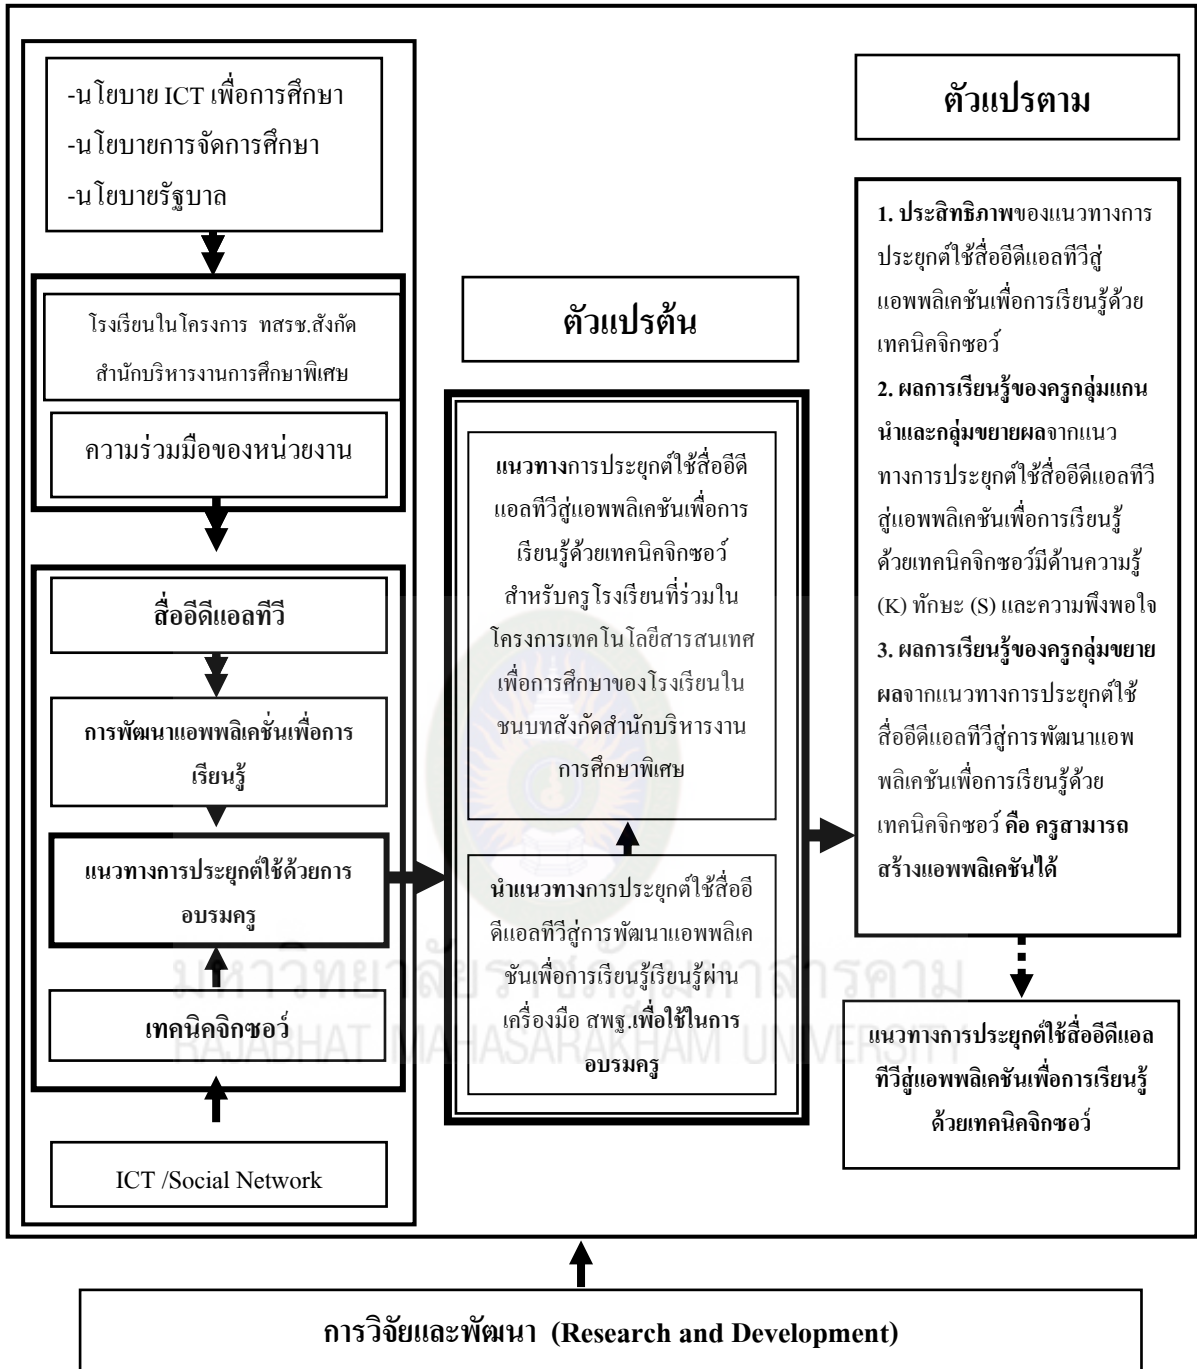 -นโยบาย ICT เพื่อการศึกษา
-นโยบายการจัดการศึกษา
-นโยบายรัฐบาล
โรงเรียนในโครงการ ทสรช.สังกัด
สำนักบริหารงานการศึกษาพิเศษ
ความร่วมมือของหน่วยงาน
สื่ออีดีแอลทีวี
การพัฒนาแอพพลิเคชั่นเพื่อการ
เรียนรู้
แนวทางการประยุกต์ใช้ด้วยการ
อบรมครู
เทคนิคจิกซอว์
ICT /Social Network
ตัวแปรต้น
แนวทางการประยุกต์ใช้สื่ออีดี
แอลทีวีสู่แอพพลิเคชันเพื่อการ
เรียนรู้ด้วยเทคนิคจิกซอว์
สำหรับครูโรงเรียนที่ร่วมใน
โครงการเทคโนโลยีสารสนเทศ
เพื่อการศึกษาของโรงเรียนใน
ชนบทสังกัดสำนักบริหารงาน
การศึกษาพิเศษ
นำแนวทางการประยุกต์ใช้สื่ออี
ดีแอลทีวีสู่การพัฒนาแอพพลิเค
ชันเพื่อการเรียนรู้เรียนรู้ผ่าน
เครื่องมือ สพฐ.เพื่อใช้ในการ
อบรมครู
ตัวแปรตาม
1. ประสิทธิภาพของแนวทางการ
ประยุกต์ใช้สื่ออีดีแอลทีวีสู่
แอพพลิเคชันเพื่อการเรียนรู้ด้วย
เทคนิคจิกซอว์
2. ผลการเรียนรู้ของครูกลุ่มแกน
นำและกลุ่มขยายผลจากแนว
ทางการประยุกต์ใช้สื่ออีดีแอลทีวี
สู่แอพพลิเคชันเพื่อการเรียนรู้
ด้วยเทคนิคจิกซอว์มีด้านความรู้
(K) ทักษะ (S) และความพึงพอใจ
3. ผลการเรียนรู้ของครูกลุ่มขยาย
ผลจากแนวทางการประยุกต์ใช้
สื่ออีดีแอลทีวีสู่การพัฒนาแอพ
พลิเคชันเพื่อการเรียนรู้ด้วย
เทคนิคจิกซอว์ คือ ครูสามารถ
สร้างแอพพลิเคชันได้
แนวทางการประยุกต์ใช้สื่ออีดีแอล
ทีวีสู่แอพพลิเคชันเพื่อการเรียนรู้
ด้วยเทคนิคจิกซอว์
มหาวิทยาลัยราชภัฏมหาสารคาม
RAJABHAT MAHASARAKHAM UNIVERSITY
การวิจัยและพัฒนา (Research and Development)